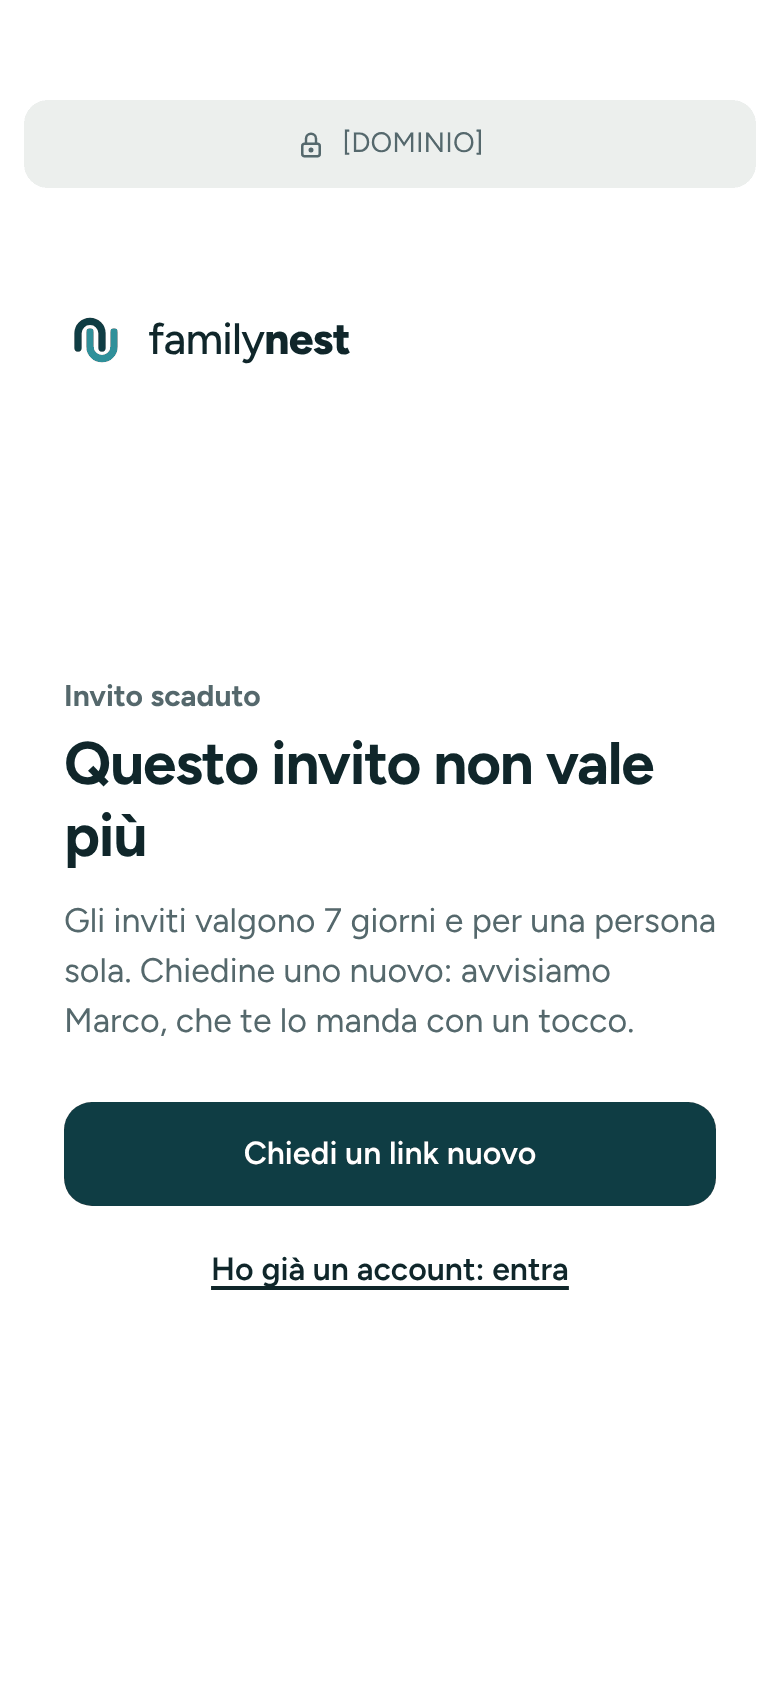 [DOMINIO]
familynest
Invito scaduto
Questo invito non vale
più
Gli inviti valgono 7 giorni e per una persona
sola. Chiedine uno nuovo: avvisiamo
Marco, che te lo manda con un tocco.
Chiedi un link nuovo
Ho già un account: entra